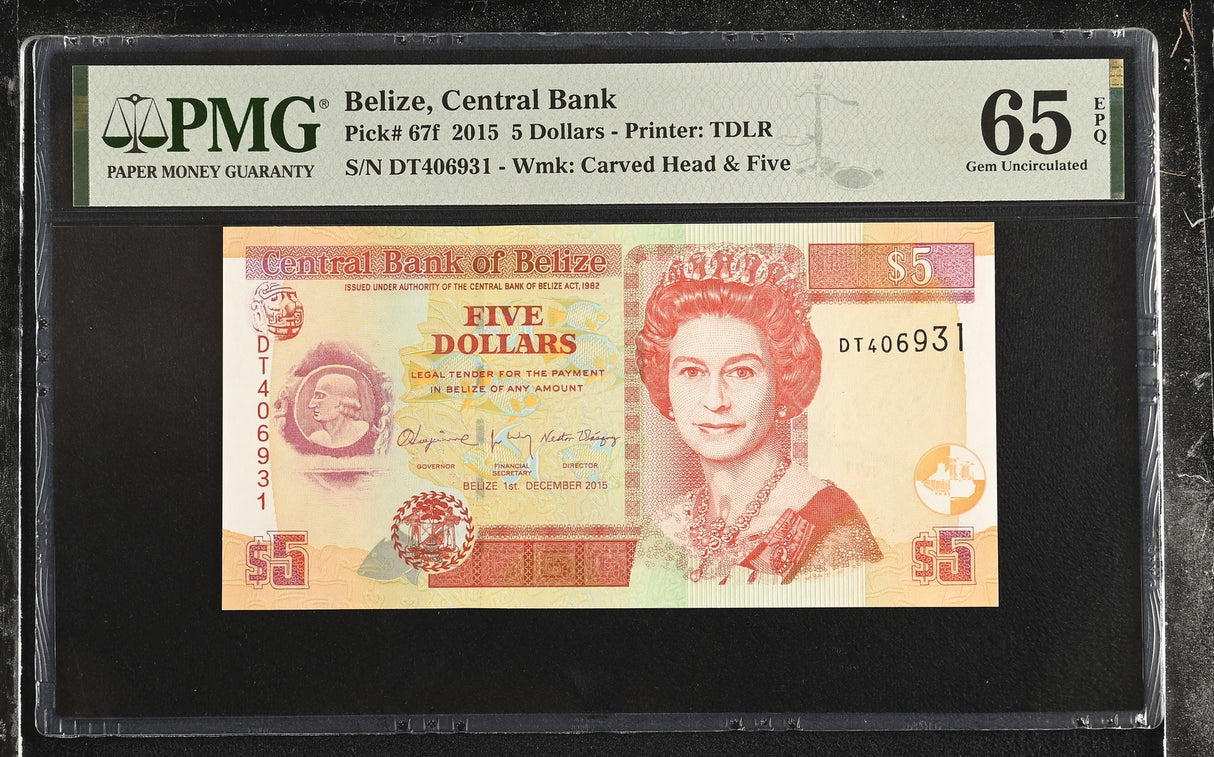 PMG®
PAPER MONEY GUARANTY
Belize, Central Bank
Pick# 67f 2015 5 Dollars - Printer: TDLR
S/N DT406931 - Wmk: Carved Head & Five
65
EPQ
Gem Uncirculated
Central Bank of Belize
ISSUED UNDER AUTHORITY OF THE CENTRAL BANK OF BELIZE ACT, 1982
$5
FIVE
DOLLARS
LEGAL TENDER FOR THE PAYMENT
IN BELIZE OF ANY AMOUNT
DT406931
DT406931
GOVERNOR
FINANCIAL
SECRETARY
DIRECTOR
BELIZE 1st. DECEMBER 2015
$5
$5